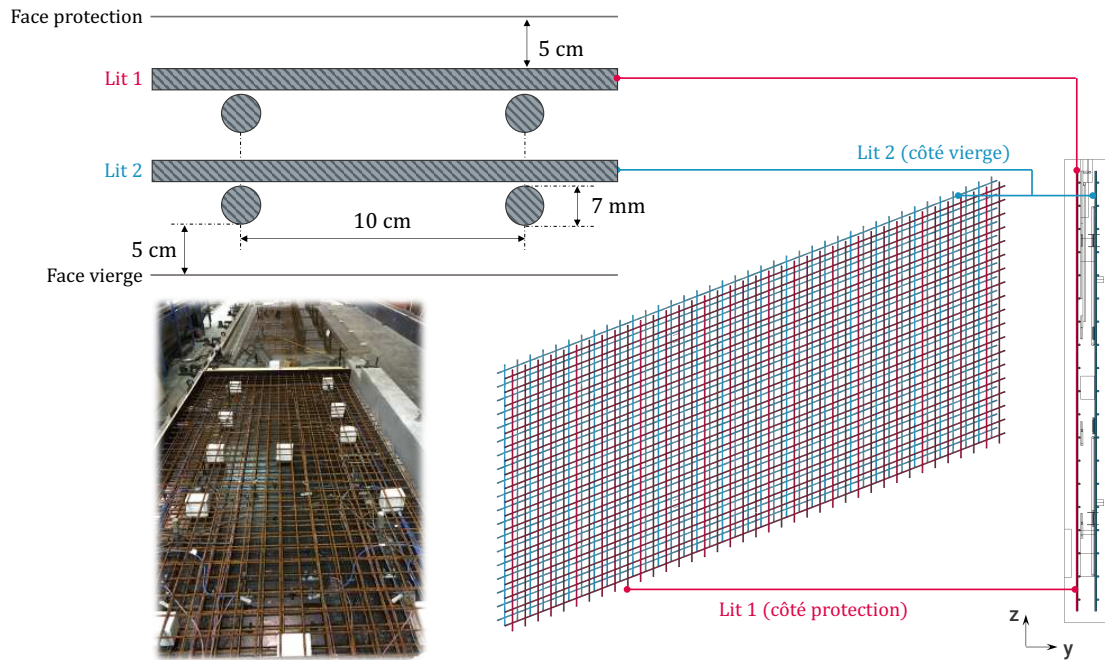 Face protection
5 cm
Lit 1
Lit 2
Lit 2 (côté vierge)
7 mm
10 cm
5 cm
Face vierge
Lit 1 (côté protection)
z
y